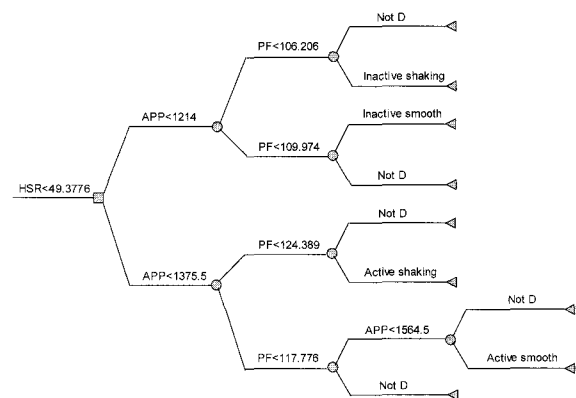 Not D
PF<106.206
Inactive shaking
APP<1214
Inactive smooth
PF<109.974
Not D
HSR<49.3776
Not D
PF<124.389
Active shaking
APP<1375.5
Not D
APP<1564.5
PF<117.776
Active smooth
Not D